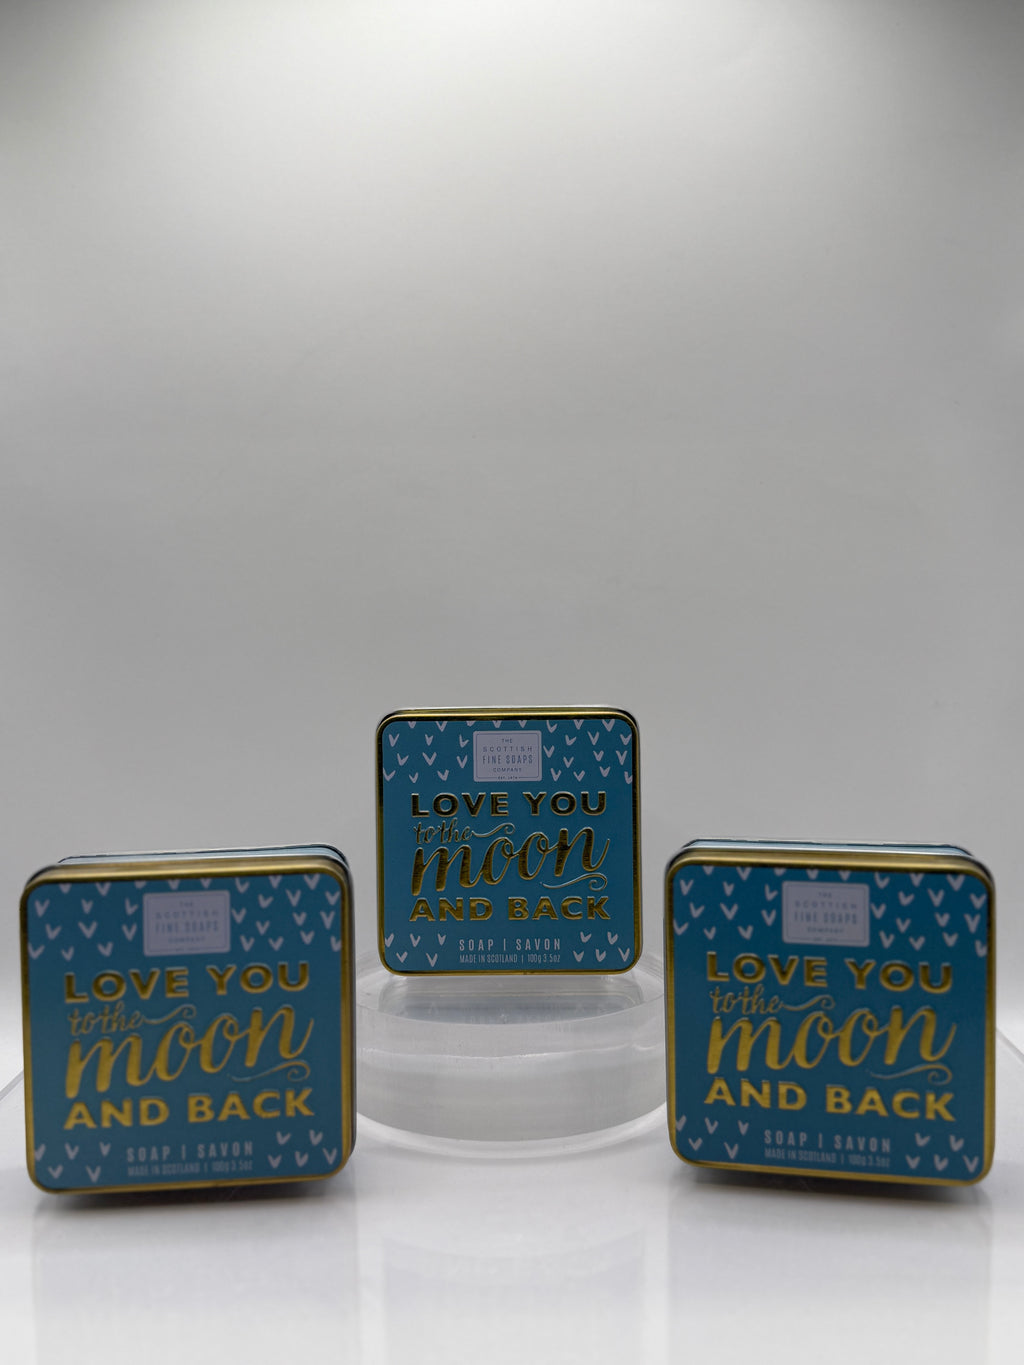 THE
SCOTTISH
FINE SOAPS
COMPANY
EST. 1974
LOVE YOU
to the
moon
AND BACK
SOAP | SAVON
MADE IN SCOTLAND | 100g 3.5oz
THE
SCOTTISH
FINE SOAPS
COMPANY
LOVE YOU
to the
moon
AND BACK
SOAP | SAVON
MADE IN SCOTLAND | 100g 3.5oz
THE
SCOTTISH
FINE SOAPS
COMPANY
LOVE YOU
to the
moon
AND BACK
SOAP | SAVON
MADE IN SCOTLAND | 100g 3.5oz